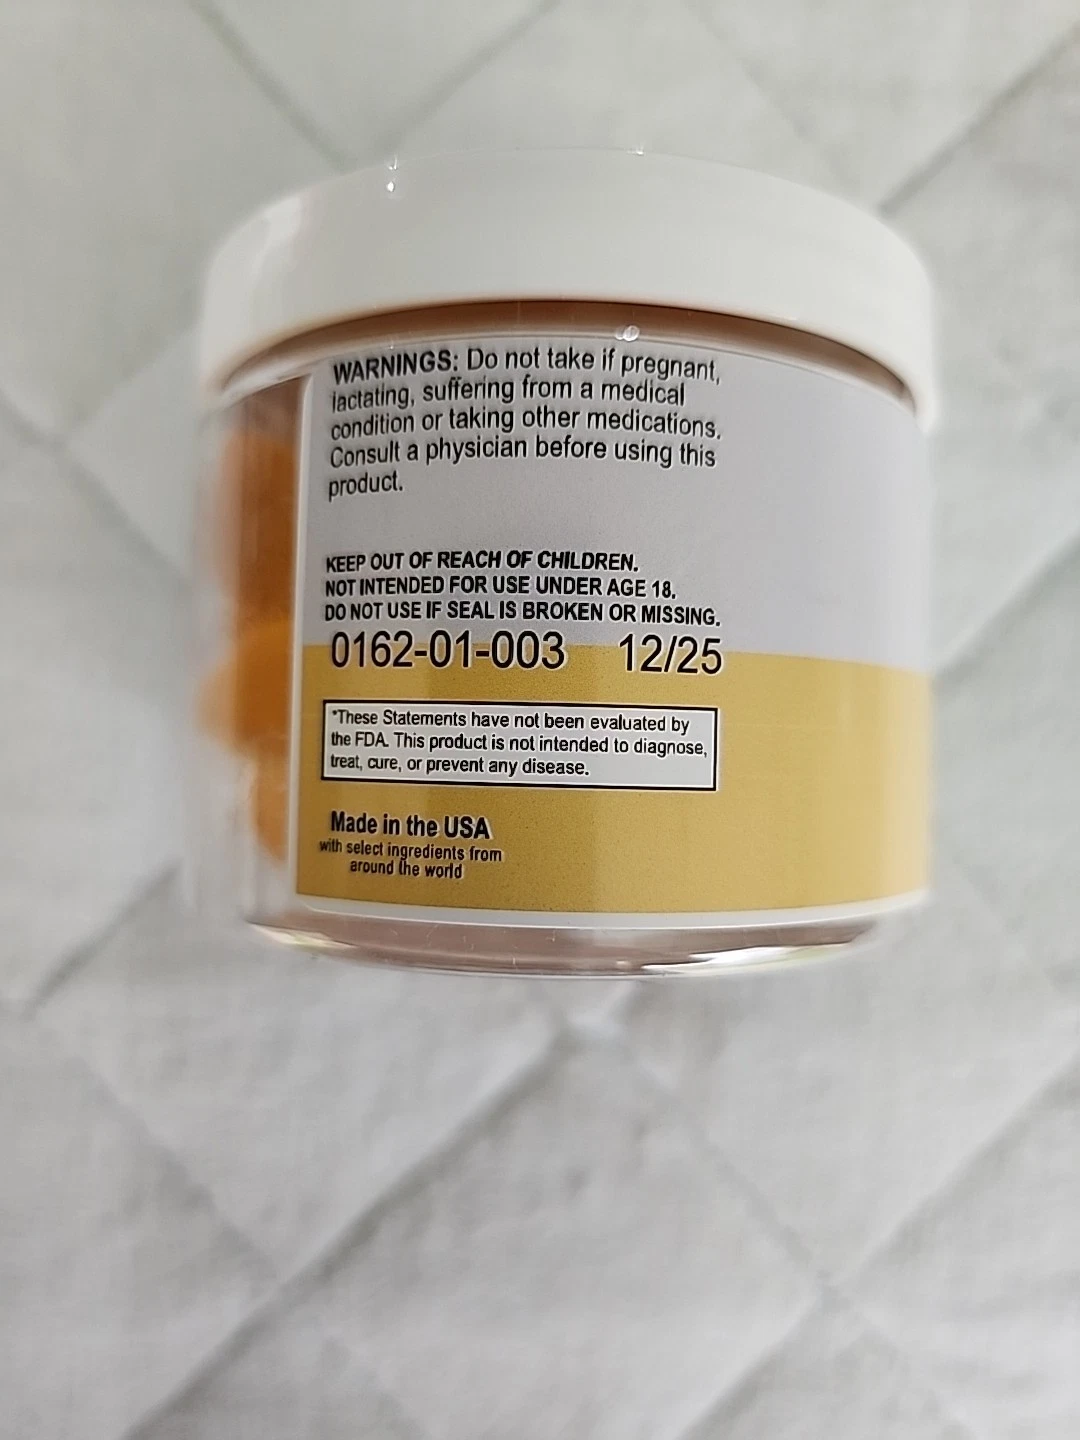 WARNINGS: Do not take if pregnant,
lactating, suffering from a medical
condition or taking other medications.
Consult a physician before using this
product.
KEEP OUT OF REACH OF CHILDREN.
NOT INTENDED FOR USE UNDER AGE 18.
DO NOT USE IF SEAL IS BROKEN OR MISSING.
0162-01-003 12/25
*These Statements have not been evaluated by
the FDA. This product is not intended to diagnose,
treat, cure, or prevent any disease.
Made in the USA
with select ingredients from
around the world